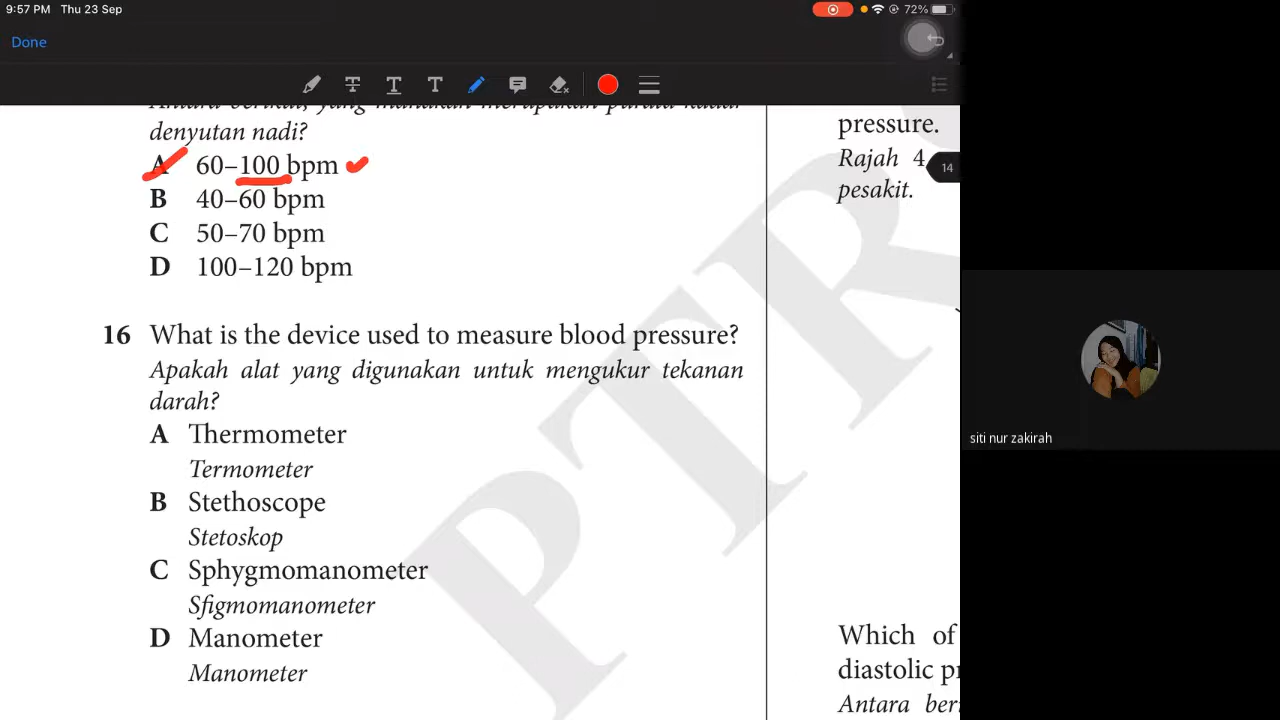 9:57 PM Thu 23 Sep
72%
Done
T T T
denyutan nadi?
A 60–100 bpm
B 40–60 bpm
C 50–70 bpm
D 100–120 bpm
16 What is the device used to measure blood pressure?
Apakah alat yang digunakan untuk mengukur tekanan
darah?
A Thermometer
Termometer
B Stethoscope
Stetoskop
C Sphygmomanometer
Sfigmomanometer
D Manometer
Manometer
pressure.
Rajah 4
pesakit.
14
Which of
diastolic
Antara
PTR
siti nur zakirah